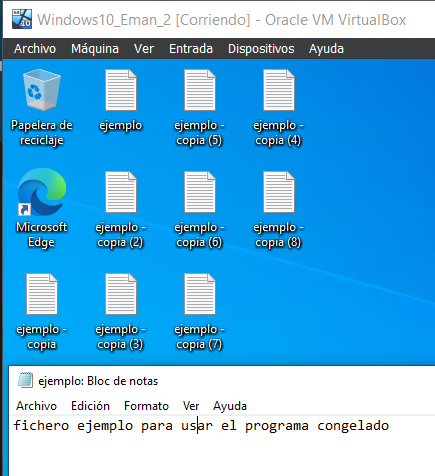 Windows10_Eman_2 [Corriendo] - Oracle VM VirtualBox
Archivo Máquina Ver Entrada Dispositivos Ayuda
Papelera de
reciclaje
ejemplo
ejemplo -
copia (5)
ejemplo -
copia (4)
Microsoft
Edge
ejemplo -
copia (2)
ejemplo -
copia (6)
ejemplo -
copia (8)
ejemplo -
copia
ejemplo -
copia (3)
ejemplo -
copia (7)
ejemplo: Bloc de notas
Archivo Edición Formato Ver Ayuda
fichero ejemplo para usar el programa congelado